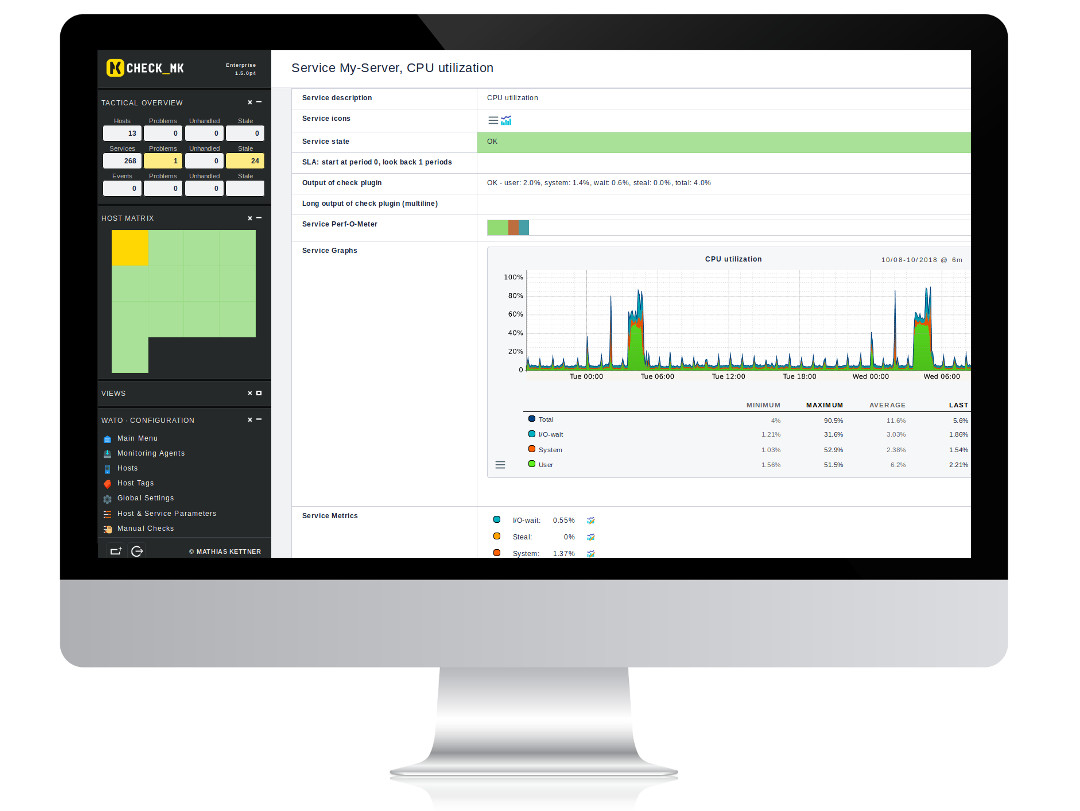 CHECK_MK
Enterprise
1.5.0p4
TACTICAL OVERVIEW
Hosts Problems Unhandled Stale
13 0 0 0
Services Problems Unhandled Stale
268 1 0 24
Events Problems Unhandled Stale
0 0 0
HOST MATRIX
VIEWS
WATO · CONFIGURATION
Main Menu
Monitoring Agents
Hosts
Host Tags
Global Settings
Host & Service Parameters
Manual Checks
© MATHIAS KETTNER
Service My-Server, CPU utilization
Service description CPU utilization
Service icons
Service state OK
SLA: start at period 0, look back 1 periods
Output of check plugin OK - user: 2.0%, system: 1.4%, wait: 0.6%, steal: 0.0%, total: 4.0%
Long output of check plugin (multiline)
Service Perf-O-Meter
Service Graphs
CPU utilization 10/08-10/2018 @ 6m
100%
80%
60%
40%
20%
0
Tue 00:00 Tue 06:00 Tue 12:00 Tue 18:00 Wed 00:00 Wed 06:00
MINIMUM MAXIMUM AVERAGE LAST
Total 4% 90.5% 11.6% 5.6%
I/O-wait 1.21% 31.6% 3.03% 1.86%
System 1.03% 52.9% 2.38% 1.54%
User 1.56% 51.5% 6.2% 2.21%
Service Metrics
I/O-wait: 0.55%
Steal: 0%
System: 1.37%